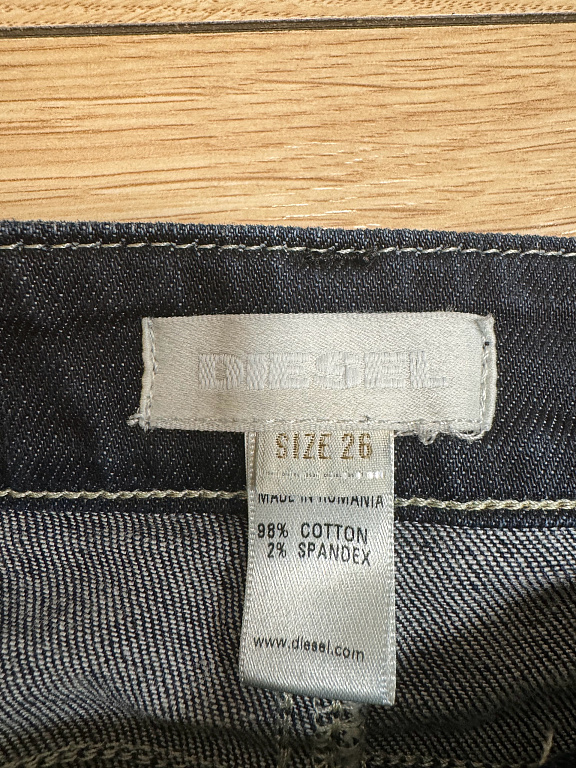 DIESEL
SIZE 26
MADE IN ROMANIA
98% COTTON
2% SPANDEX
www.diesel.com